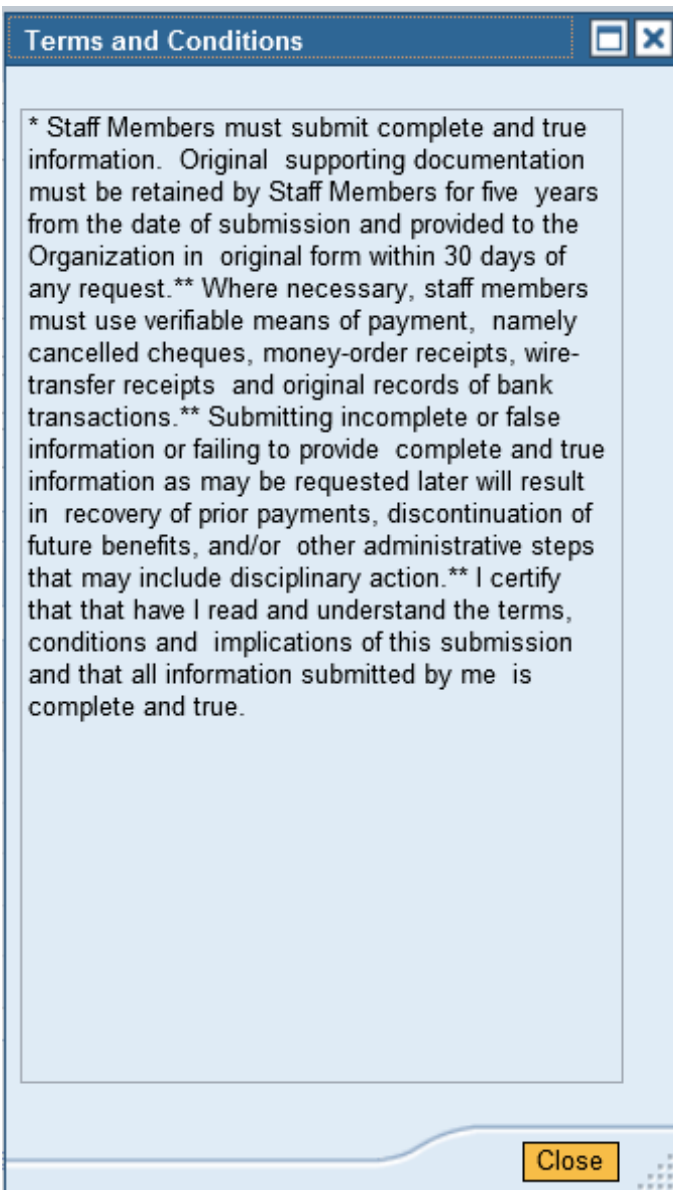 Terms and Conditions
* Staff Members must submit complete and true
information.  Original  supporting documentation
must be retained by Staff Members for five  years
from the date of submission and provided to the
Organization in  original form within 30 days of
any request.** Where necessary, staff members
must use verifiable means of payment,  namely
cancelled cheques, money-order receipts, wire-
transfer receipts  and original records of bank
transactions.** Submitting incomplete or false
information or failing to provide  complete and true
information as may be requested later will result
in  recovery of prior payments, discontinuation of
future benefits, and/or  other administrative steps
that may include disciplinary action.** I certify
that that have I read and understand the terms,
conditions and  implications of this submission
and that all information submitted by me  is
complete and true.
Close